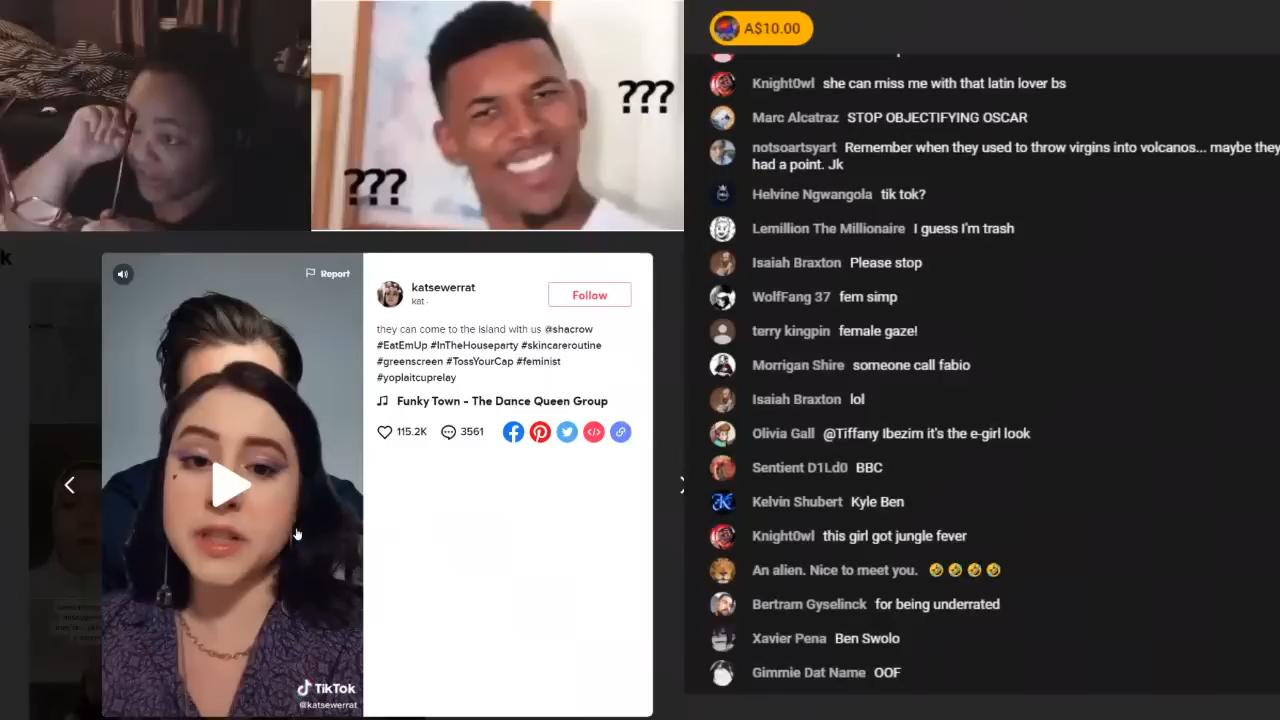 A$10.00
Knight0wl she can miss me with that latin lover bs
Marc Alcatraz STOP OBJECTIFYING OSCAR
notsoartsyart Remember when they used to throw virgins into volcanos... maybe they
had a point. Jk
Helvine Ngwangola tik tok?
Lemillion The Millionaire I guess I'm trash
Isaiah Braxton Please stop
WolfFang 37 fem simp
terry kingpin female gaze!
Morrigan Shire someone call fabio
Isaiah Braxton lol
Olivia Gall @Tiffany Ibezim it's the e-girl look
Sentient D1Ld0 BBC
Kelvin Shubert Kyle Ben
Knight0wl this girl got jungle fever
An alien. Nice to meet you. 🤣 🤣 🤣 🤣
Bertram Gyselinck for being underrated
Xavier Pena Ben Swolo
Gimmie Dat Name OOF
???
???
k
Report
katsewerrat
kat ·
Follow
they can come to the island with us @shacrow
#EatEmUp #InTheHouseparty #skincareroutine
#greenscreen #TossYourCap #feminist
#yoplaitcuprelay
Funky Town - The Dance Queen Group
115.2K 3561
TikTok
@katsewerrat